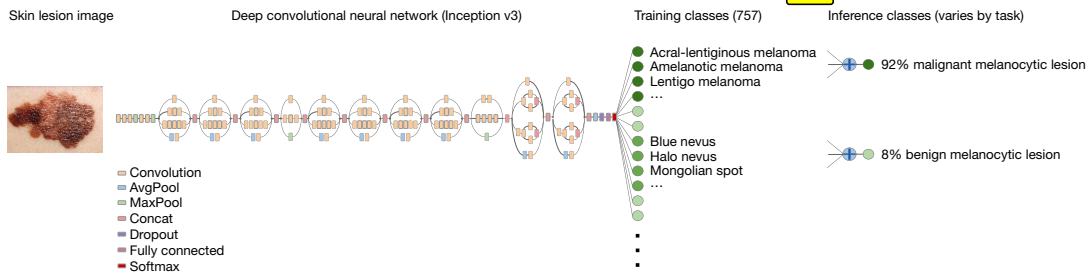 Skin lesion image
Deep convolutional neural network (Inception v3)
Training classes (757)
Inference classes (varies by task)
Convolution
AvgPool
MaxPool
Concat
Dropout
Fully connected
Softmax
Acral-lentiginous melanoma
Amelanotic melanoma
Lentigo melanoma
...
Blue nevus
Halo nevus
Mongolian spot
...
92% malignant melanocytic lesion
8% benign melanocytic lesion